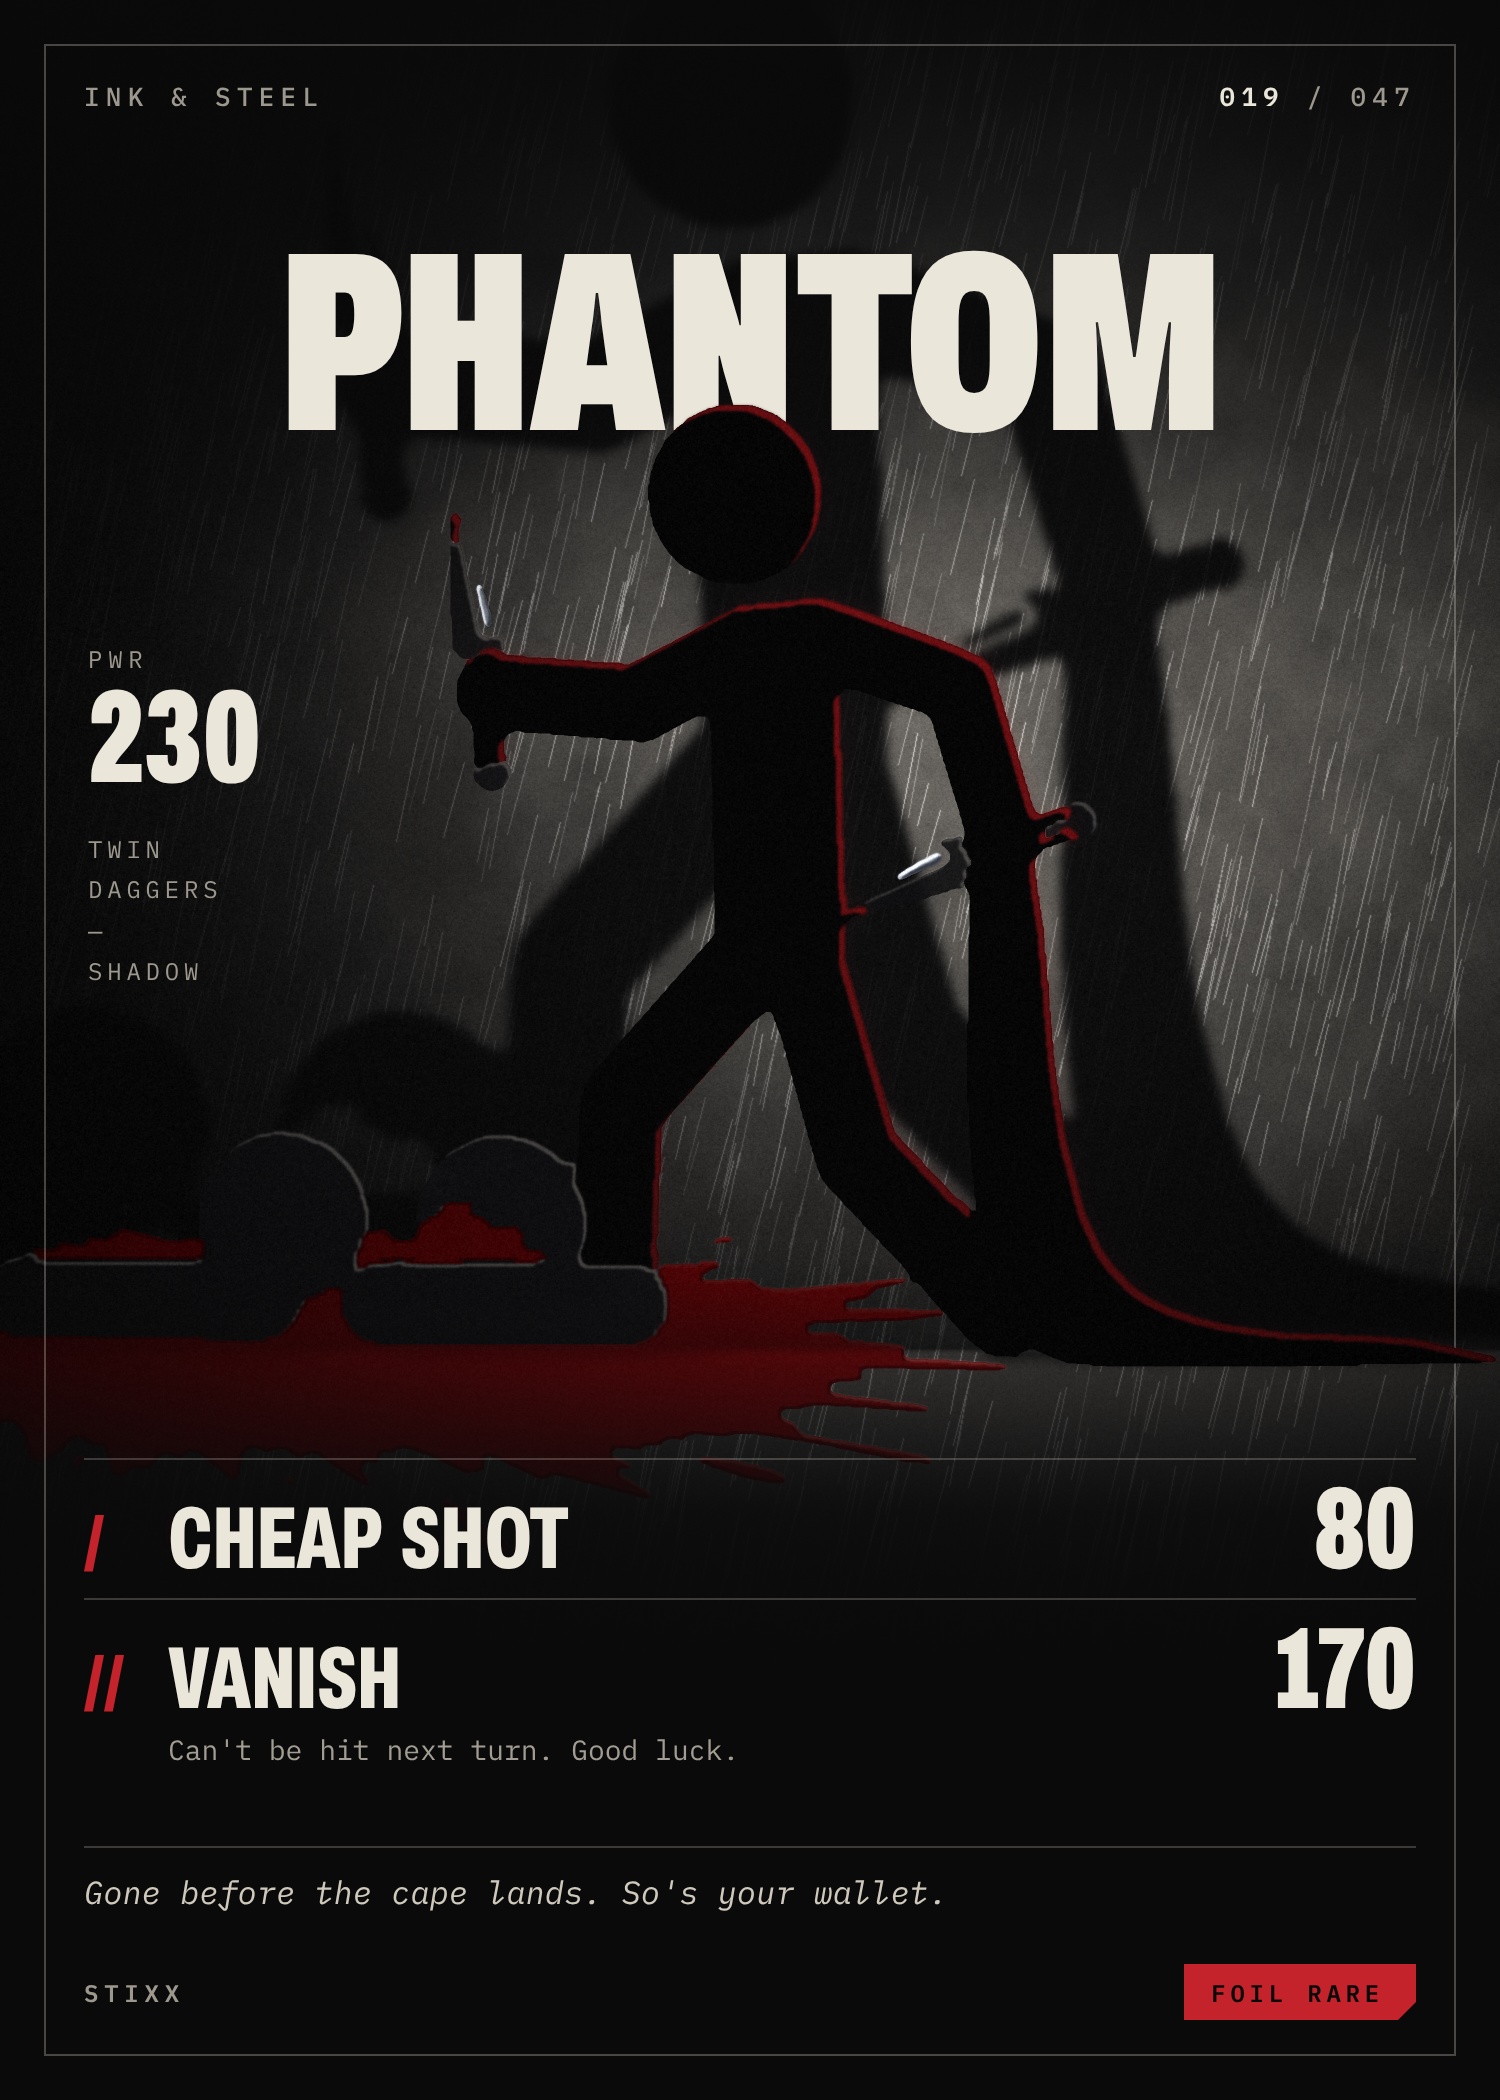 INK & STEEL
019 / 047
PHANTOM
PWR
230
TWIN
DAGGERS
—
SHADOW
/ CHEAP SHOT 80
// VANISH 170
Can't be hit next turn. Good luck.
Gone before the cape lands. So's your wallet.
STIXX
FOIL RARE